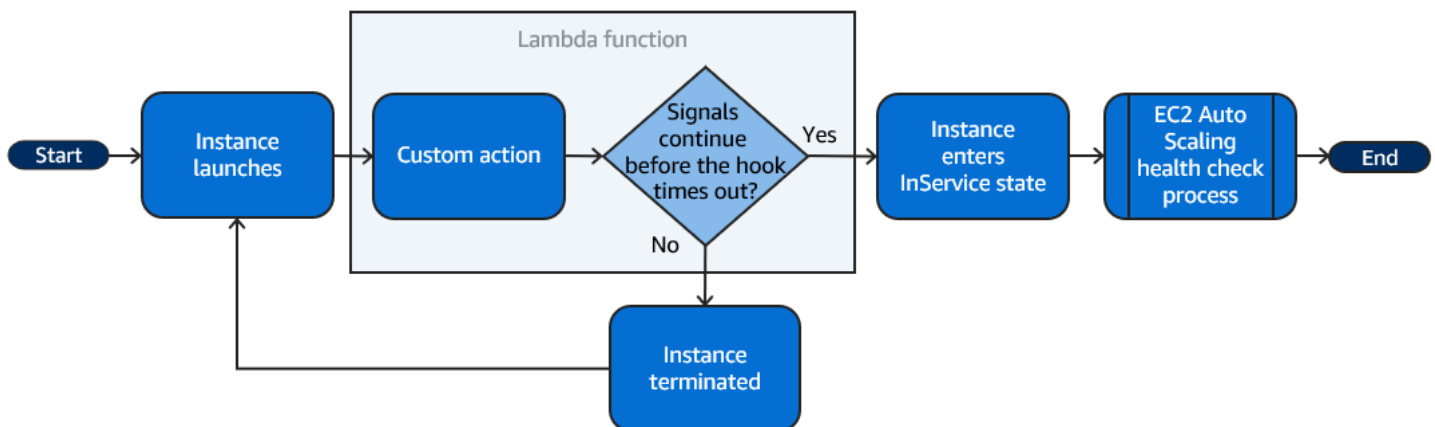 Lambda function
Start
Instance
launches
Custom action
Signals
continue
before the hook
times out?
Yes
No
Instance
enters
InService state
EC2 Auto
Scaling
health check
process
End
Instance
terminated